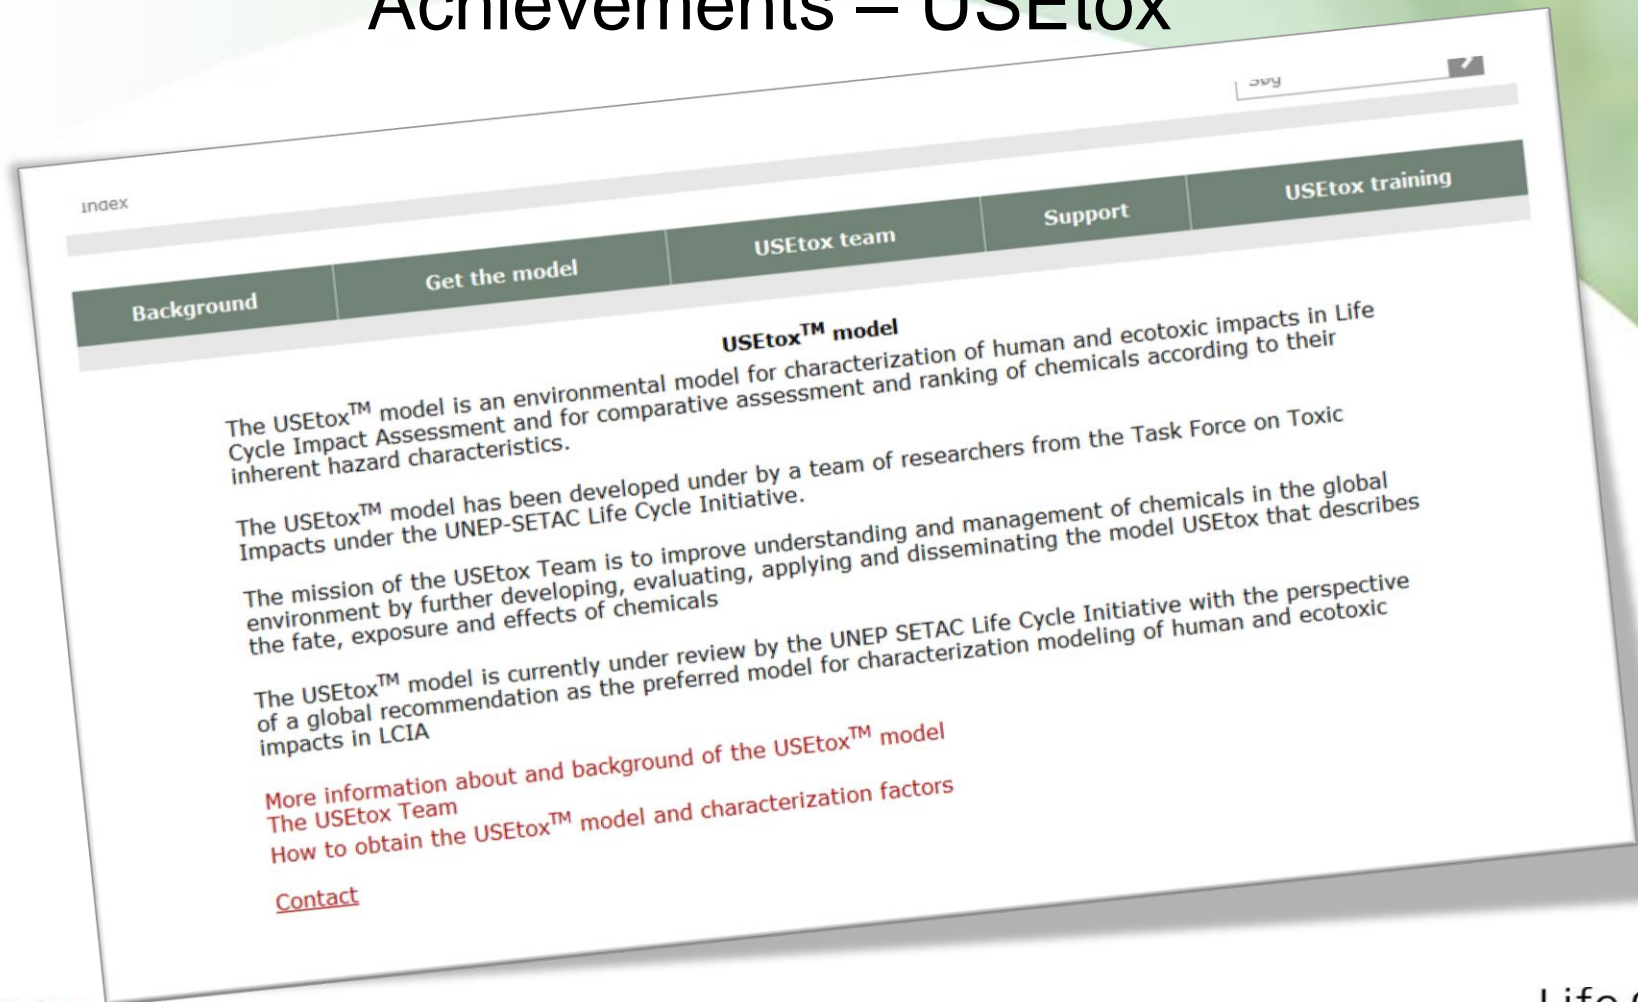 Achievements – USEtox
Søg
Index
Background
Get the model
USEtox team
Support
USEtox training
USEtox™ model
The USEtox™ model is an environmental model for characterization of human and ecotoxic impacts in Life
Cycle Impact Assessment and for comparative assessment and ranking of chemicals according to their
inherent hazard characteristics.
The USEtox™ model has been developed under by a team of researchers from the Task Force on Toxic
Impacts under the UNEP-SETAC Life Cycle Initiative.
The mission of the USEtox Team is to improve understanding and management of chemicals in the global
environment by further developing, evaluating, applying and disseminating the model USEtox that describes
the fate, exposure and effects of chemicals
The USEtox™ model is currently under review by the UNEP SETAC Life Cycle Initiative with the perspective
of a global recommendation as the preferred model for characterization modeling of human and ecotoxic
impacts in LCIA
More information about and background of the USEtox™ model
The USEtox Team
How to obtain the USEtox™ model and characterization factors
Contact
Life